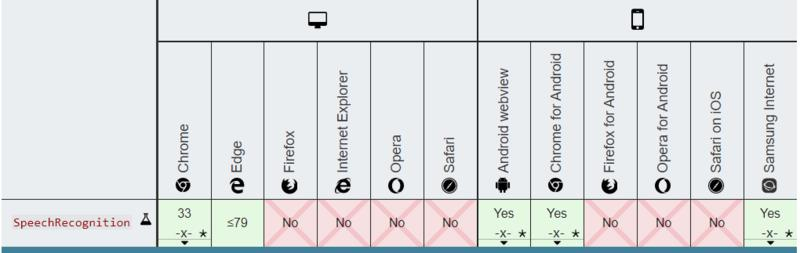 Chrome
Edge
Firefox
Internet Explorer
Opera
Safari
Android webview
Chrome for Android
Firefox for Android
Opera for Android
Safari on iOS
Samsung Internet
SpeechRecognition 33 ≤79 No No No No Yes Yes No No No Yes
-x- * -x- * -x- * -x- *